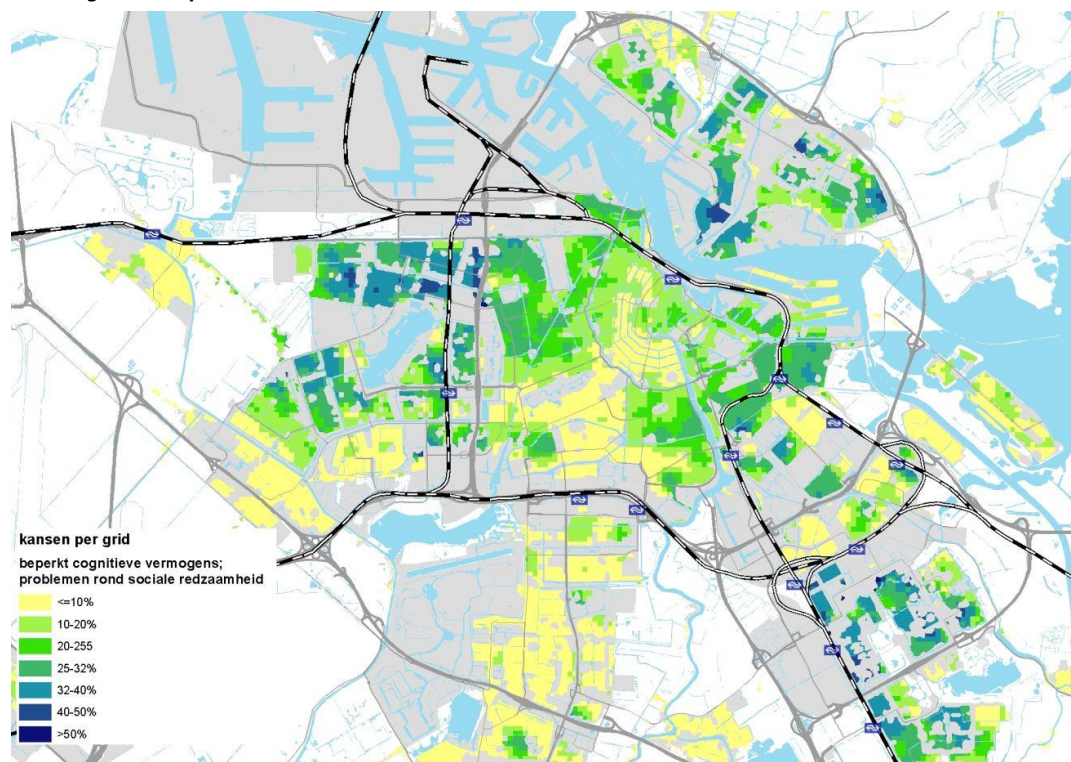 kansen per grid
beperkt cognitieve vermogens;
problemen rond sociale redzaamheid
<=10%
10-20%
20-255
25-32%
32-40%
40-50%
>50%